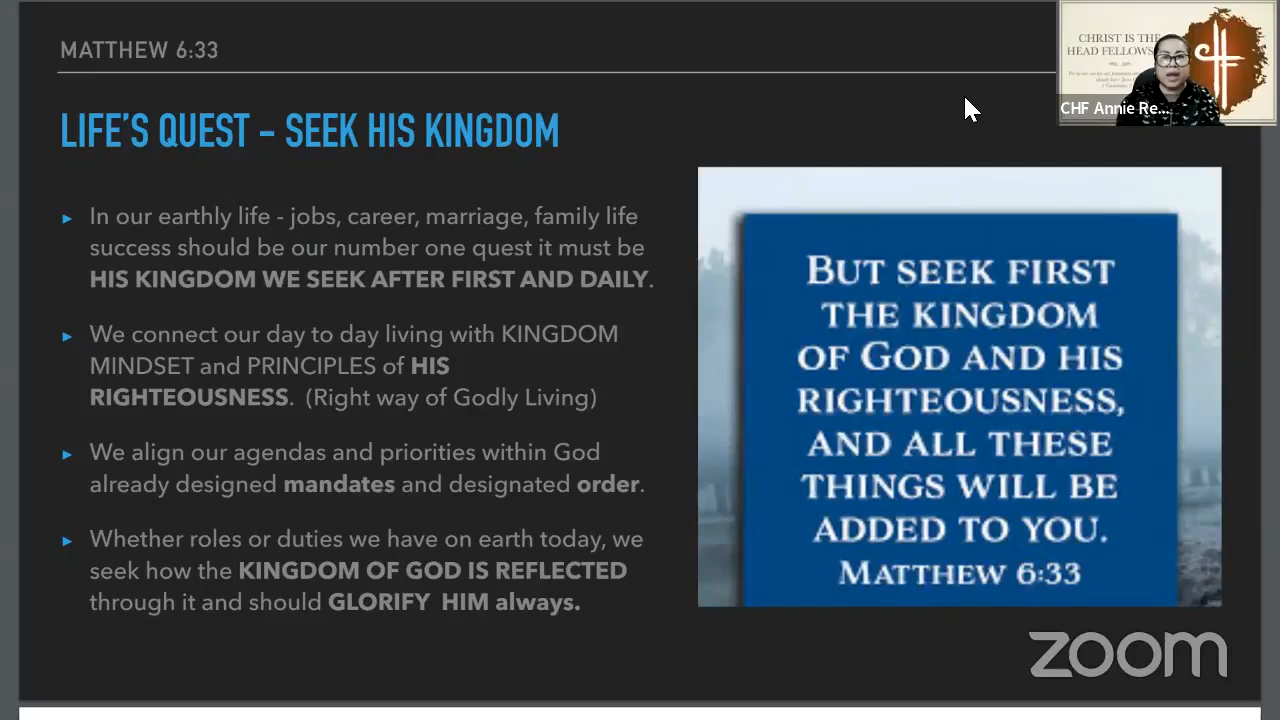 MATTHEW 6:33
CHRIST IS THE
HEAD FELLOWS
CHF Annie Re...
LIFE'S QUEST - SEEK HIS KINGDOM
In our earthly life - jobs, career, marriage, family life
success should be our number one quest it must be
HIS KINGDOM WE SEEK AFTER FIRST AND DAILY.
We connect our day to day living with KINGDOM
MINDSET and PRINCIPLES of HIS
RIGHTEOUSNESS. (Right way of Godly Living)
We align our agendas and priorities within God
already designed mandates and designated order.
Whether roles or duties we have on earth today, we
seek how the KINGDOM OF GOD IS REFLECTED
through it and should GLORIFY HIM always.
BUT SEEK FIRST
THE KINGDOM
OF GOD AND HIS
RIGHTEOUSNESS,
AND ALL THESE
THINGS WILL BE
ADDED TO YOU.
MATTHEW 6:33
zoom